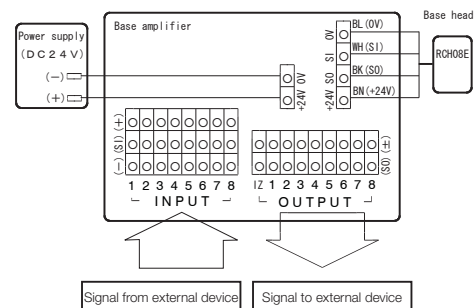 Power supply
(DC24V)
(−)
(+)
Base amplifier
0V
+24V
0V
SI
SO
+24V
BL(0V)
WH(SI)
BK(SO)
BN(+24V)
Base head
RCH08E
(+)
(SI)
(−)
1 2 3 4 5 6 7 8
INPUT
(+)
(SO)
IZ 1 2 3 4 5 6 7 8
OUTPUT
Signal from external device
Signal to external device